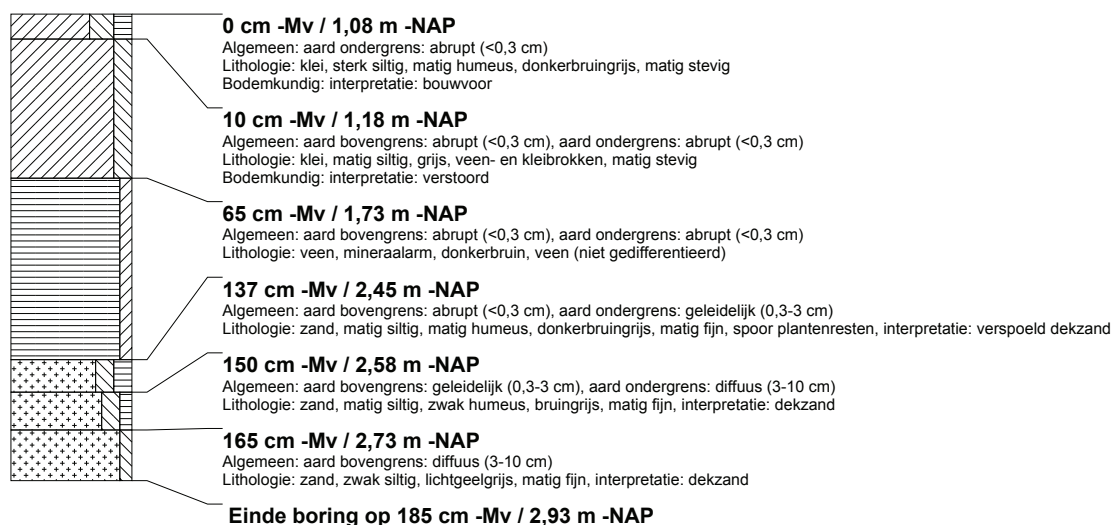 0 cm -Mv / 1,08 m -NAP
Algemeen: aard ondergrens: abrupt (<0,3 cm)
Lithologie: klei, sterk siltig, matig humeus, donkerbruingrijs, matig stevig
Bodemkundig: interpretatie: bouwvoor
10 cm -Mv / 1,18 m -NAP
Algemeen: aard bovengrens: abrupt (<0,3 cm), aard ondergrens: abrupt (<0,3 cm)
Lithologie: klei, matig siltig, grijs, veen- en kleibrokken, matig stevig
Bodemkundig: interpretatie: verstoord
65 cm -Mv / 1,73 m -NAP
Algemeen: aard bovengrens: abrupt (<0,3 cm), aard ondergrens: abrupt (<0,3 cm)
Lithologie: veen, mineraalarm, donkerbruin, veen (niet gedifferentieerd)
137 cm -Mv / 2,45 m -NAP
Algemeen: aard bovengrens: abrupt (<0,3 cm), aard ondergrens: geleidelijk (0,3-3 cm)
Lithologie: zand, matig siltig, matig humeus, donkerbruingrijs, matig fijn, spoor plantenresten, interpretatie: verspoeld dekzand
150 cm -Mv / 2,58 m -NAP
Algemeen: aard bovengrens: geleidelijk (0,3-3 cm), aard ondergrens: diffuus (3-10 cm)
Lithologie: zand, matig siltig, zwak humeus, bruingrijs, matig fijn, interpretatie: dekzand
165 cm -Mv / 2,73 m -NAP
Algemeen: aard bovengrens: diffuus (3-10 cm)
Lithologie: zand, zwak siltig, lichtgeelgrijs, matig fijn, interpretatie: dekzand
Einde boring op 185 cm -Mv / 2,93 m -NAP